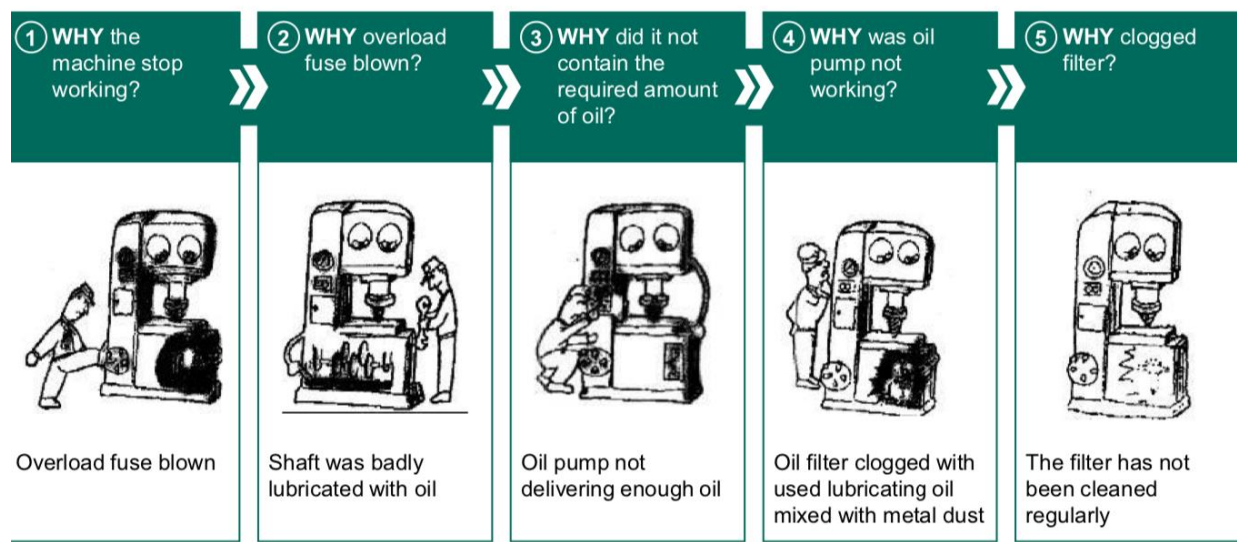 1 WHY the
machine stop
working?
2 WHY overload
fuse blown?
3 WHY did it not
contain the
required amount
of oil?
4 WHY was oil
pump not
working?
5 WHY clogged
filter?
Overload fuse blown
Shaft was badly
lubricated with oil
Oil pump not
delivering enough oil
Oil filter clogged with
used lubricating oil
mixed with metal dust
The filter has not
been cleaned
regularly